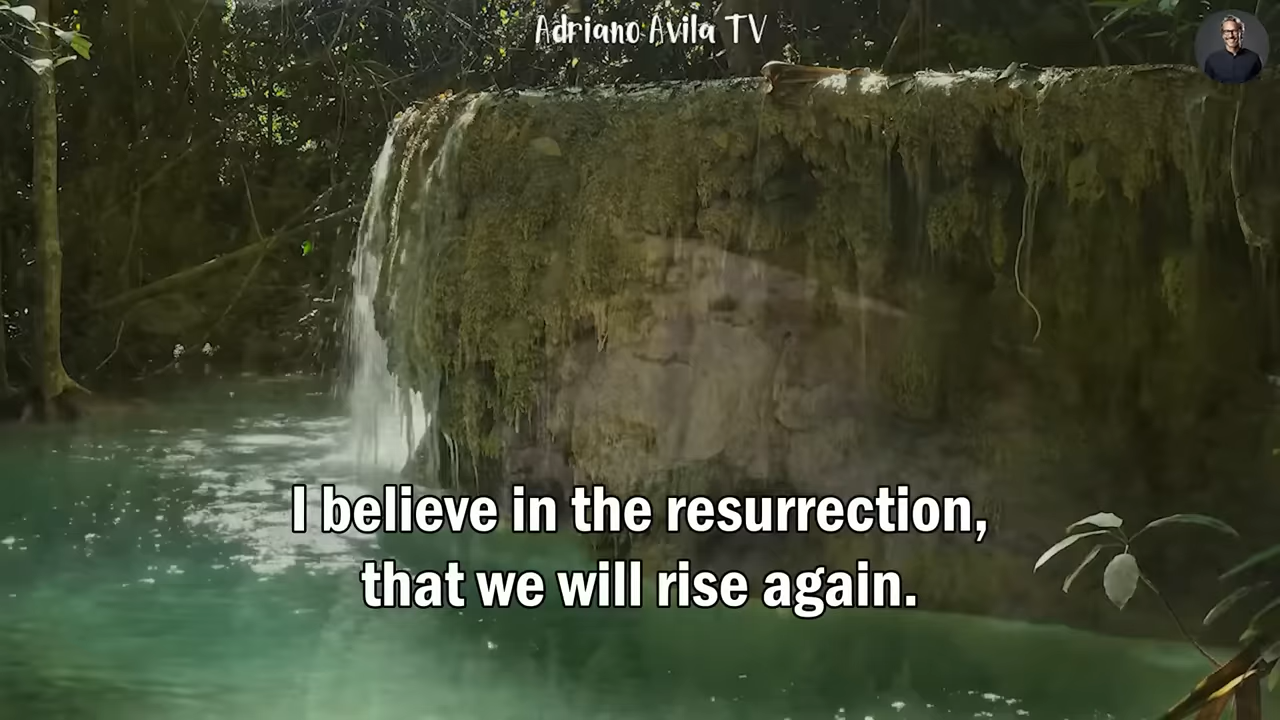 Adriano Avila TV
I believe in the resurrection,
that we will rise again.